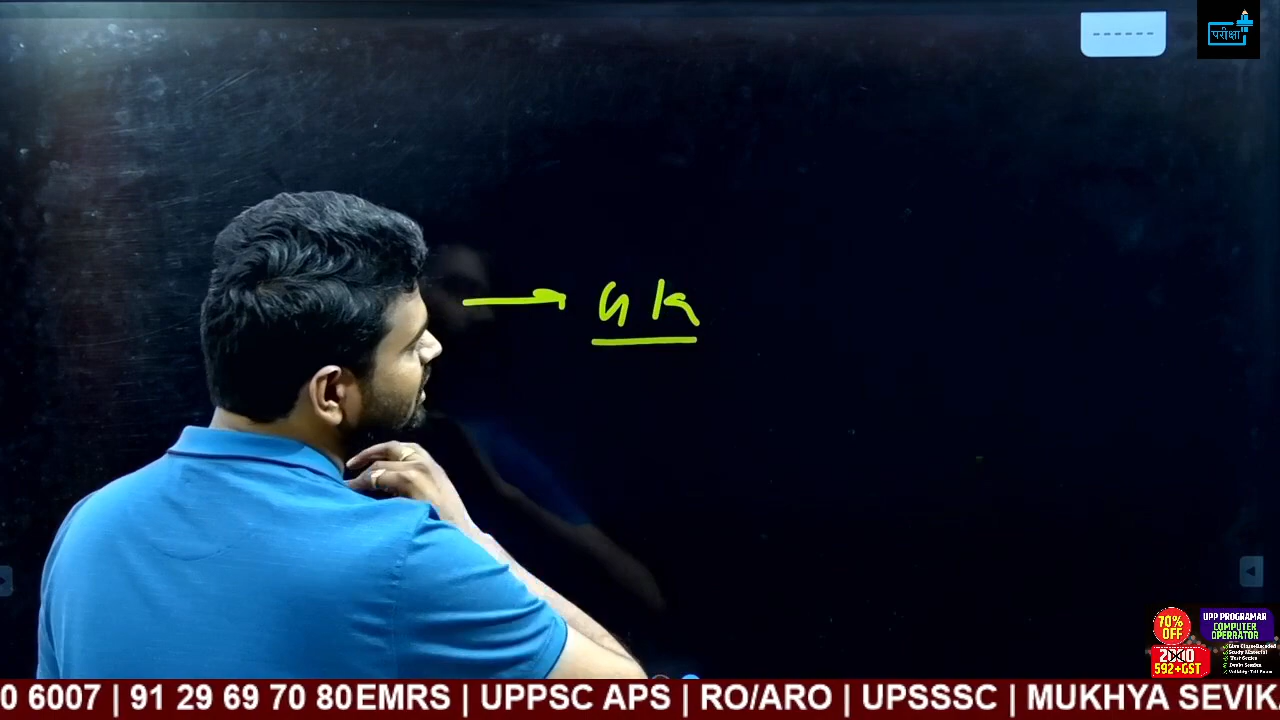 परीक्षा
------
→ GK
70%
OFF
UPP PROGRAMAR
COMPUTER
OPERRATOR
592+GST
0 6007 | 91 29 69 70 80EMRS | UPPSC APS | RO/ARO | UPSSSC | MUKHYA SEVIK